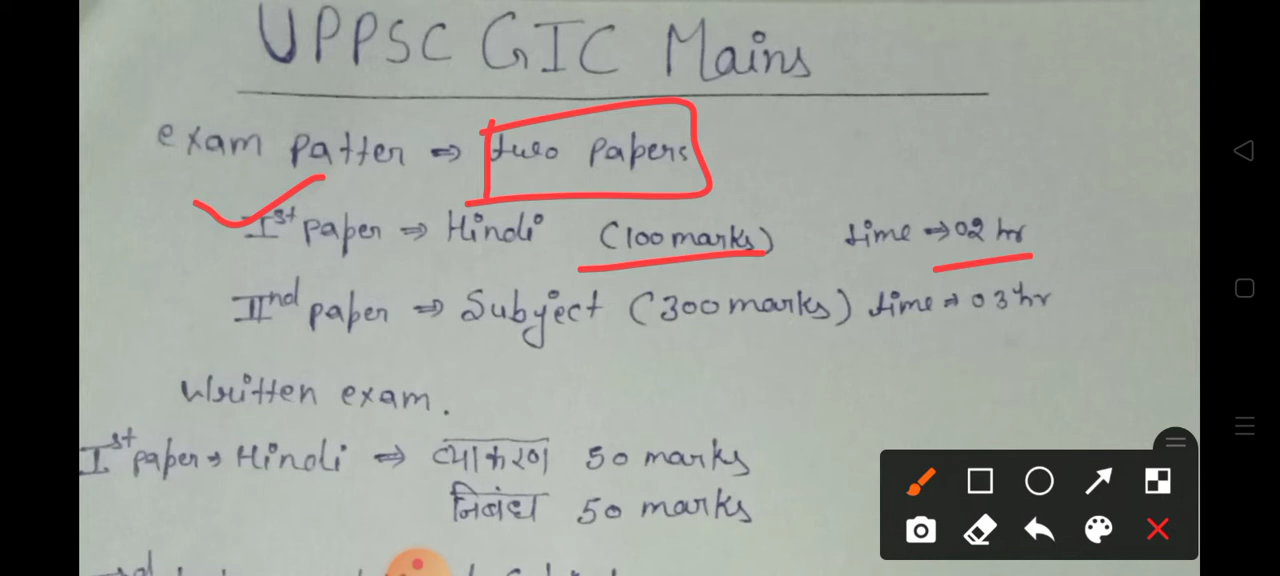 UPPSC GIC Mains
exam patter ⇒ two papers
Ist paper ⇒ Hindi (100 marks) time ⇒ 02 hr
IInd paper ⇒ Subject (300 marks) time ⇒ 03 hr
Written exam.
Ist paper ⇒ Hindi ⇒ व्याकरण 50 marks
निबंध 50 marks